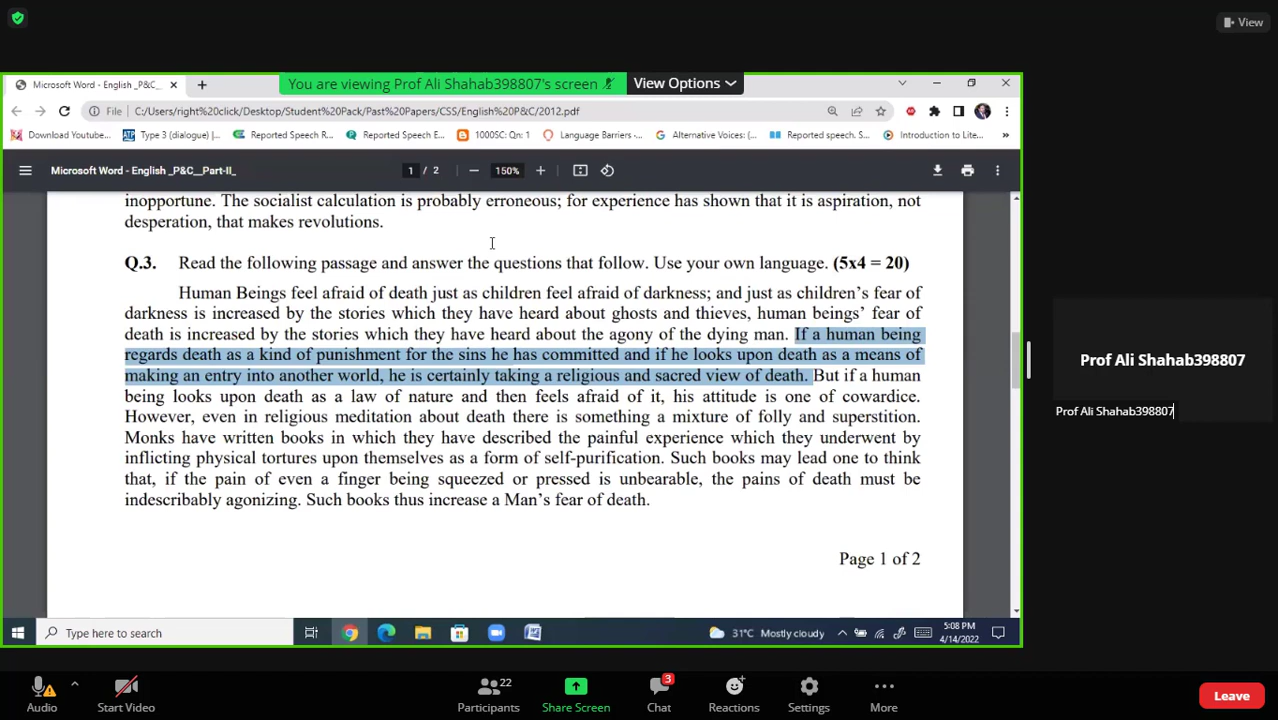 View
Microsoft Word - English _P&C_
You are viewing Prof Ali Shahab398807's screen
View Options
File C:/Users/right%20click/Desktop/Student%20Pack/Past%20Papers/CSS/English%20P&C/2012.pdf
Download Youtube...
Type 3 (dialogue) |...
Reported Speech R...
Reported Speech E...
1000SC: Qn: 1
Language Barriers -...
Alternative Voices: (...
Reported speech. S...
Introduction to Lite...
Microsoft Word - English _P&C__Part-II_
1 / 2
150%
inopportune. The socialist calculation is probably erroneous; for experience has shown that it is aspiration, not
desperation, that makes revolutions.
Q.3. Read the following passage and answer the questions that follow. Use your own language. (5x4 = 20)
Human Beings feel afraid of death just as children feel afraid of darkness; and just as children's fear of
darkness is increased by the stories which they have heard about ghosts and thieves, human beings' fear of
death is increased by the stories which they have heard about the agony of the dying man. If a human being
regards death as a kind of punishment for the sins he has committed and if he looks upon death as a means of
making an entry into another world, he is certainly taking a religious and sacred view of death. But if a human
being looks upon death as a law of nature and then feels afraid of it, his attitude is one of cowardice.
However, even in religious meditation about death there is something a mixture of folly and superstition.
Monks have written books in which they have described the painful experience which they underwent by
inflicting physical tortures upon themselves as a form of self-purification. Such books may lead one to think
that, if the pain of even a finger being squeezed or pressed is unbearable, the pains of death must be
indescribably agonizing. Such books thus increase a Man's fear of death.
Page 1 of 2
Prof Ali Shahab398807
Prof Ali Shahab398807
Type here to search
31°C Mostly cloudy
5:08 PM
4/14/2022
Audio
Start Video
22
Participants
Share Screen
3
Chat
Reactions
Settings
More
Leave